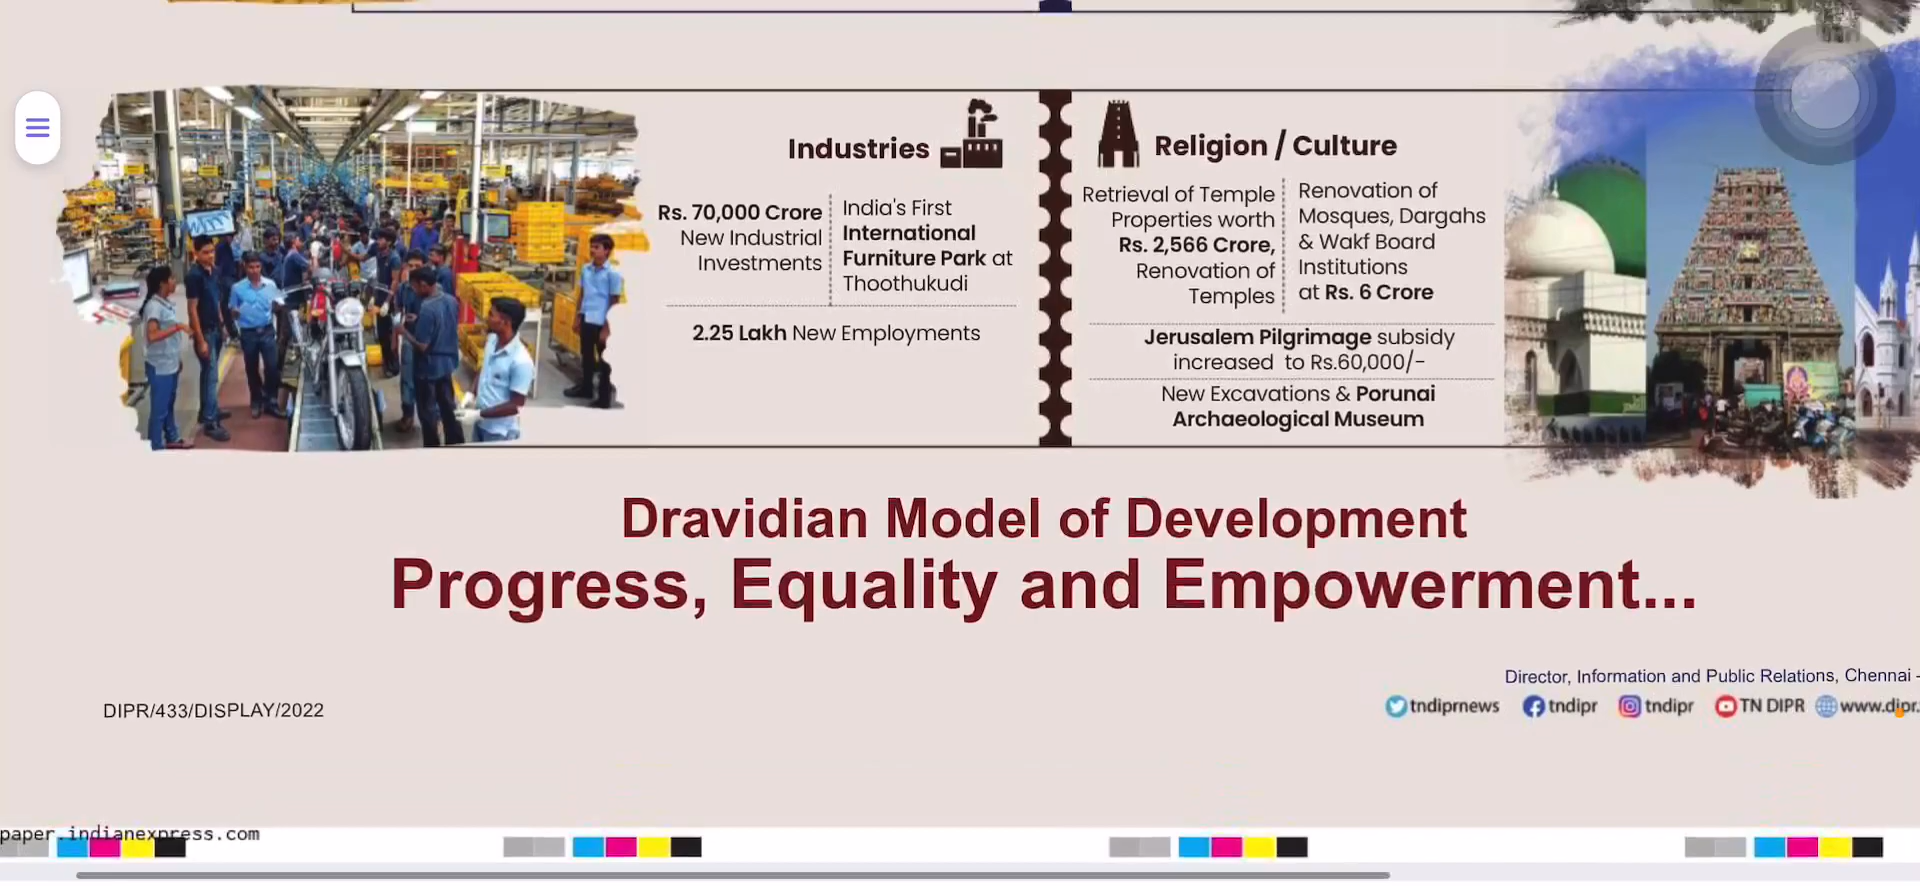 Industries
Rs. 70,000 Crore
New Industrial
Investments
India's First
International
Furniture Park at
Thoothukudi
2.25 Lakh New Employments
Religion / Culture
Retrieval of Temple
Properties worth
Rs. 2,566 Crore,
Renovation of
Temples
Renovation of
Mosques, Dargahs
& Wakf Board
Institutions
at Rs. 6 Crore
Jerusalem Pilgrimage subsidy
increased to Rs.60,000/-
New Excavations & Porunai
Archaeological Museum
Dravidian Model of Development
Progress, Equality and Empowerment...
Director, Information and Public Relations, Chennai -
DIPR/433/DISPLAY/2022
tndiprnews tndipr tndipr TN DIPR www.dipr.
paper.indianexpress.com